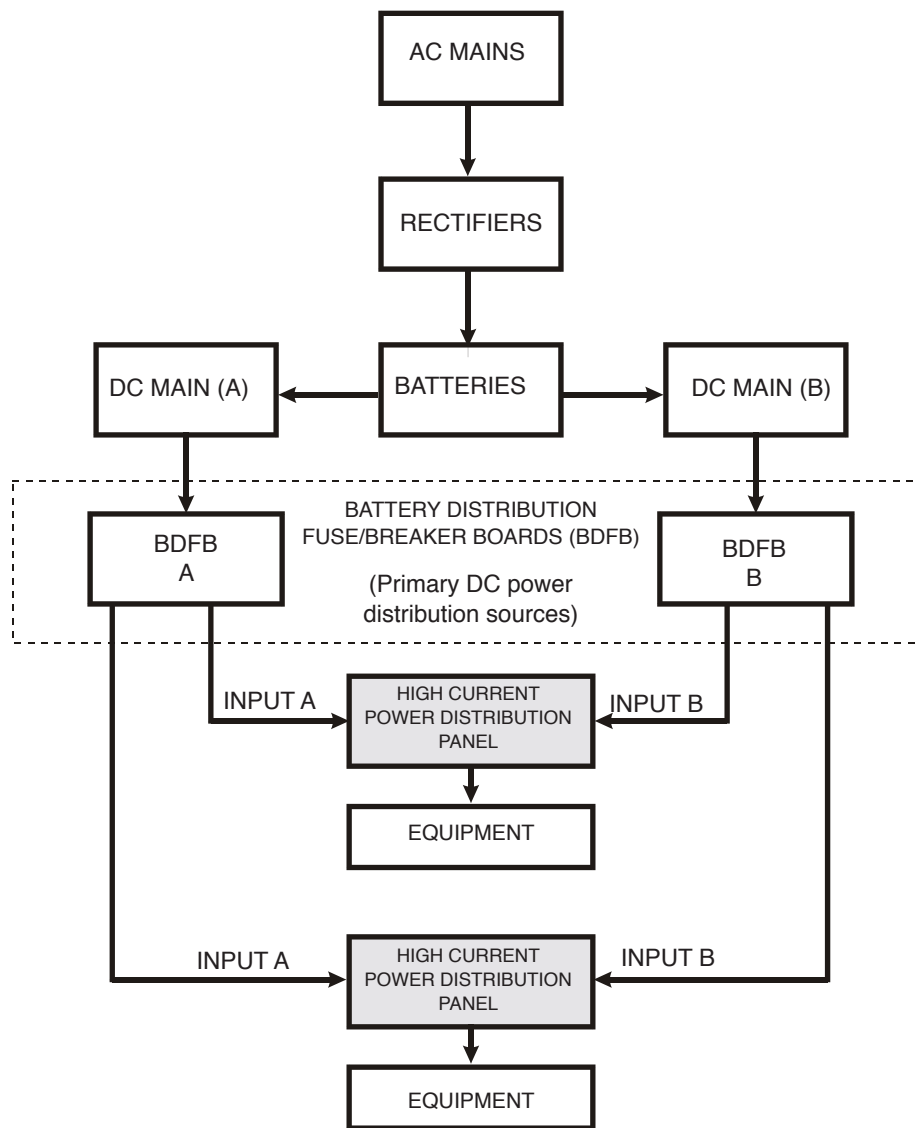 AC MAINS
RECTIFIERS
DC MAIN (A)
BATTERIES
DC MAIN (B)
BATTERY DISTRIBUTION
FUSE/BREAKER BOARDS (BDFB)
(Primary DC power
distribution sources)
BDFB
A
BDFB
B
INPUT A
HIGH CURRENT
POWER DISTRIBUTION
PANEL
INPUT B
EQUIPMENT
INPUT A
HIGH CURRENT
POWER DISTRIBUTION
PANEL
INPUT B
EQUIPMENT